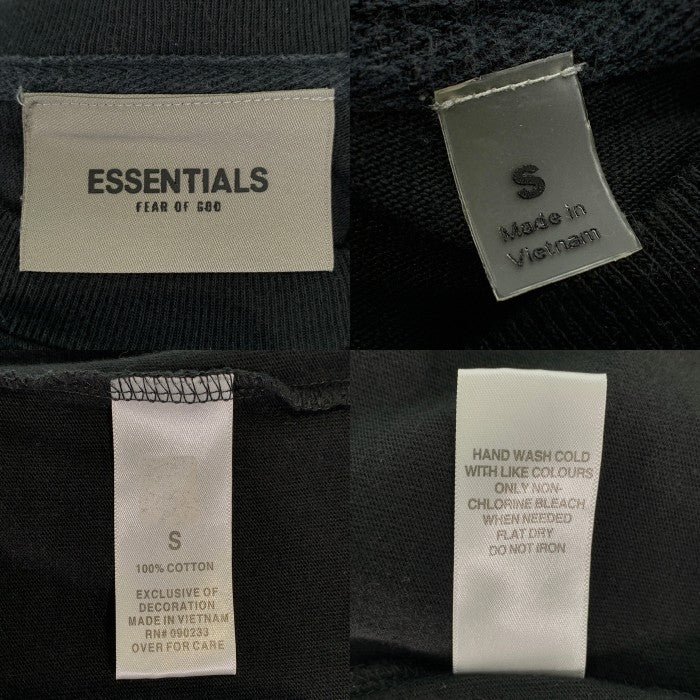 ESSENTIALS
FEAR OF GOD
S
Made in
Vietnam
S
100% COTTON
EXCLUSIVE OF
DECORATION
MADE IN VIETNAM
RN# 090233
OVER FOR CARE
HAND WASH COLD
WITH LIKE COLOURS
ONLY NON-
CHLORINE BLEACH
WHEN NEEDED
FLAT DRY
DO NOT IRON